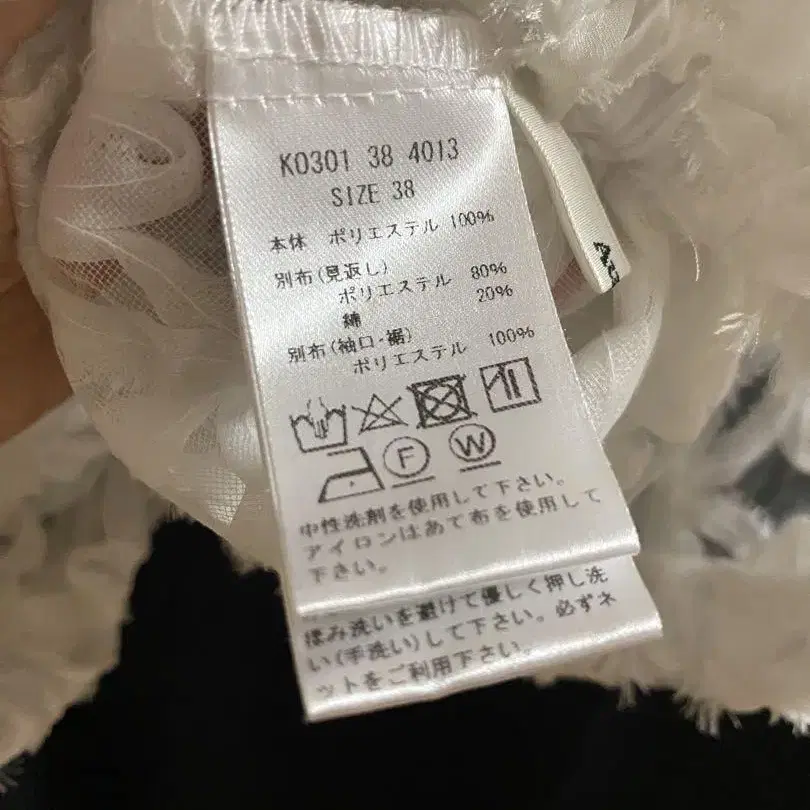 K0301 38 4013
SIZE 38
本体 ポリエステル 100%
別布(見返し)
ポリエステル 80%
綿 20%
別布(袖口・裾)
ポリエステル 100%
F W
中性洗剤を使用して下さい。
アイロンはあて布を使用して
下さい。
揉み洗いを避けて優しく押し洗
い(手洗い)して下さい。必ずネ
ットをご利用下さい。